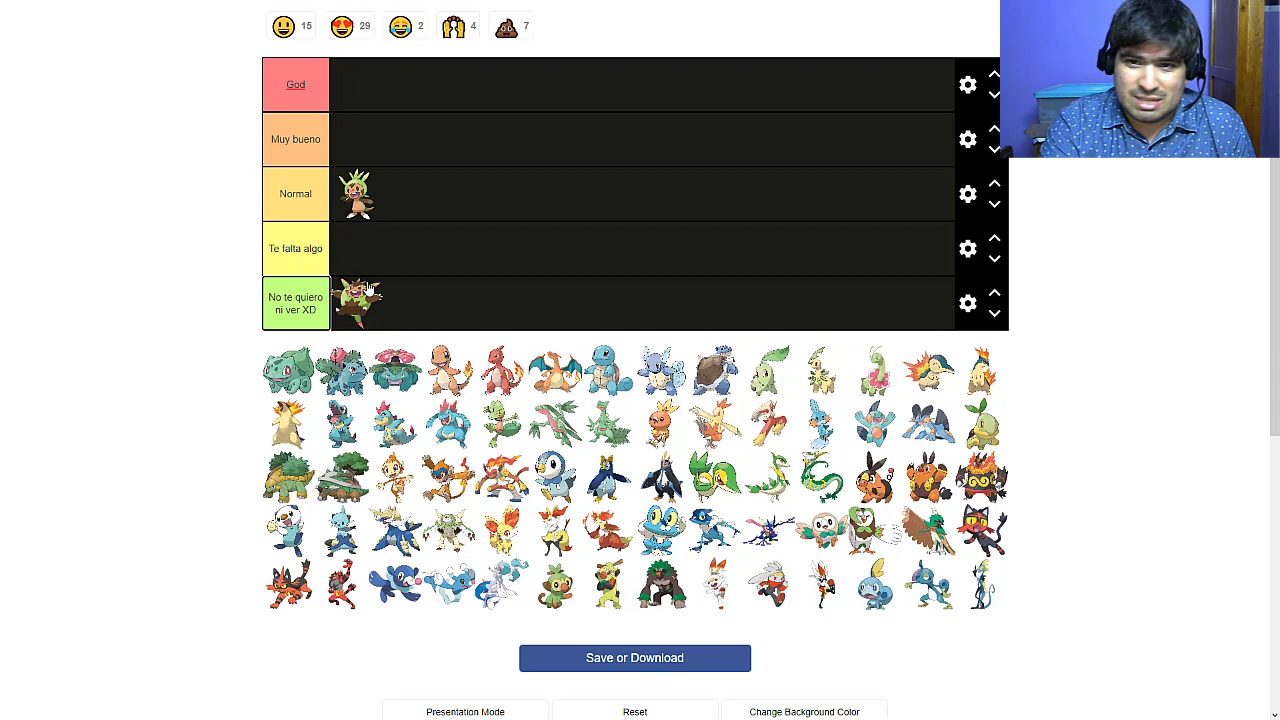 15 29 2 4 7
God
Muy bueno
Normal
Te falta algo
No te quiero
ni ver XD
Save or Download
Presentation Mode Reset Change Background Color